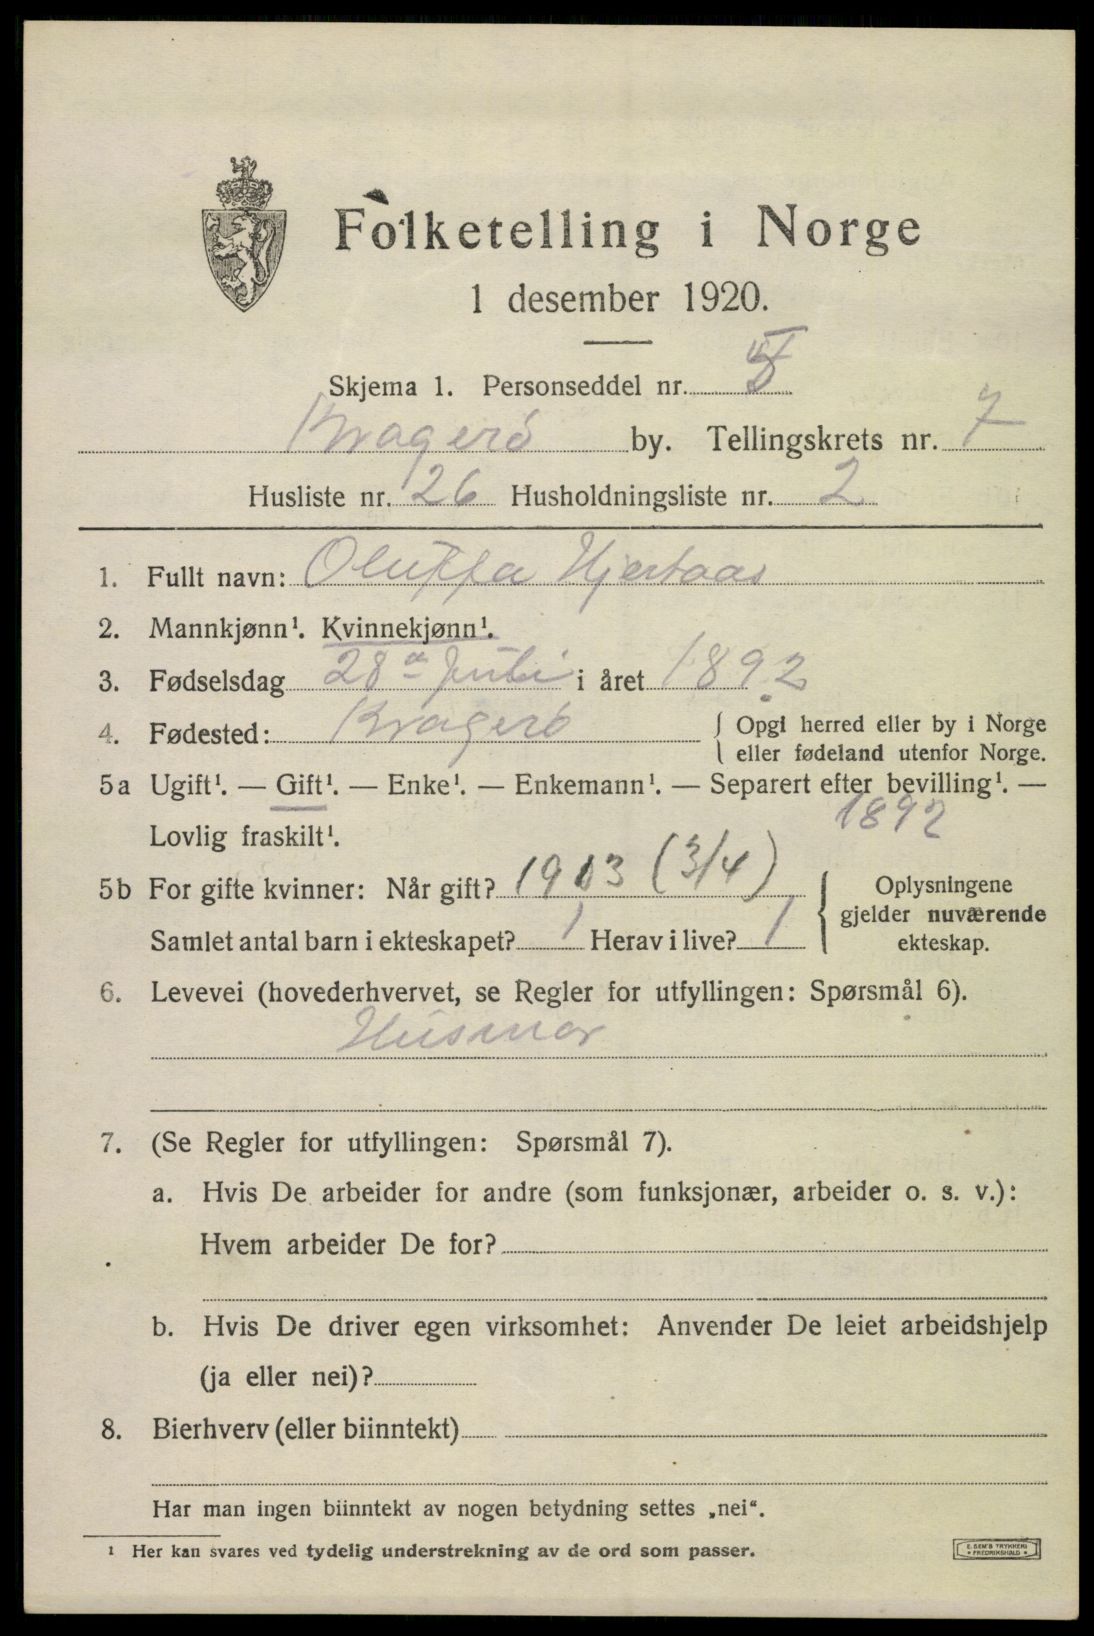 Folketelling i Norge
1 desember 1920.
Skjema 1. Personseddel nr.
Kragerö by. Tellingskrets nr. 7
Husliste nr. 26 Husholdningsliste nr. 2
1. Fullt navn: Oluffa Hjertaas
2. Mannkjønn¹. Kvinnekjønn¹.
3. Fødselsdag 28de Juli i året 1892
4. Fødested: Kragerö { Opgi herred eller by i Norge
eller fødeland utenfor Norge.
5a Ugift¹. — Gift¹. — Enke¹. — Enkemann¹. — Separert efter bevilling¹. —
Lovlig fraskilt¹. 1892
5b For gifte kvinner: Når gift? 1913 (3/4)
Samlet antal barn i ekteskapet? 1 Herav i live? 1
{ Oplysningene
gjelder nuværende
ekteskap.
6. Levevei (hovederhvervet, se Regler for utfyllingen: Spørsmål 6).
Husmor
7. (Se Regler for utfyllingen: Spørsmål 7).
a. Hvis De arbeider for andre (som funksjonær, arbeider o. s. v.):
Hvem arbeider De for?
b. Hvis De driver egen virksomhet: Anvender De leiet arbeidshjelp
(ja eller nei)?
8. Bierhverv (eller biinntekt)
Har man ingen biinntekt av nogen betydning settes „nei“.
¹ Her kan svares ved tydelig understrekning av de ord som passer.
E. SEM'S TRYKKERI
• FREDRIKSHALD •